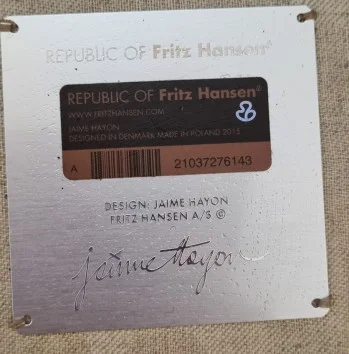 REPUBLIC OF Fritz Hansen®
REPUBLIC OF Fritz Hansen®
WWW.FRITZHANSEN.COM
JAIME HAYON
DESIGNED IN DENMARK MADE IN POLAND 2015
A 21037276143
DESIGN: JAIME HAYON
FRITZ HANSEN A/S ©
Jaime Hayon